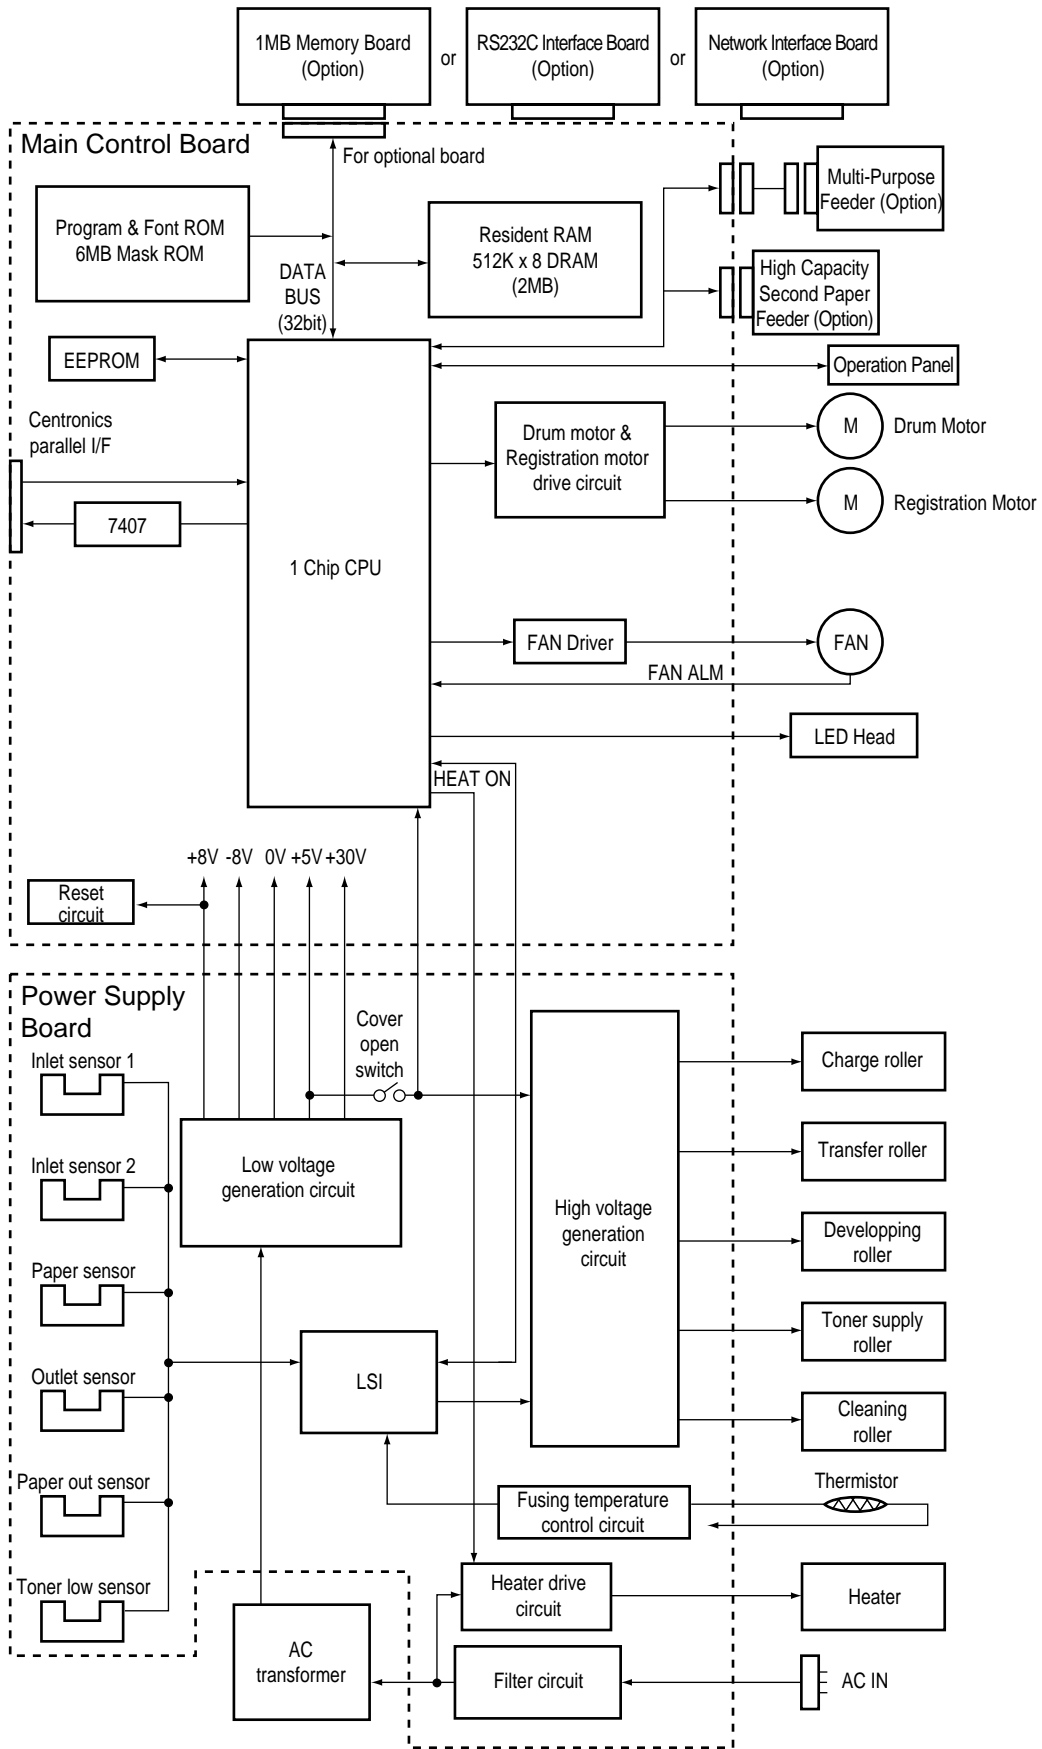 1MB Memory Board
(Option)
or
RS232C Interface Board
(Option)
or
Network Interface Board
(Option)
Main Control Board
For optional board
Program & Font ROM
6MB Mask ROM
Resident RAM
512K x 8 DRAM
(2MB)
DATA
BUS
(32bit)
Multi-Purpose
Feeder (Option)
High Capacity
Second Paper
Feeder (Option)
EEPROM
Operation Panel
Centronics
parallel I/F
7407
1 Chip CPU
Drum motor &
Registration motor
drive circuit
M
Drum Motor
M
Registration Motor
FAN Driver
FAN
FAN ALM
LED Head
HEAT ON
+8V
-8V
0V
+5V
+30V
Reset
circuit
Power Supply
Board
Inlet sensor 1
Inlet sensor 2
Paper sensor
Outlet sensor
Paper out sensor
Toner low sensor
Cover
open
switch
Low voltage
generation circuit
High voltage
generation
circuit
LSI
Charge roller
Transfer roller
Developping
roller
Toner supply
roller
Cleaning
roller
Fusing temperature
control circuit
Thermistor
Heater drive
circuit
Heater
AC
transformer
Filter circuit
AC IN